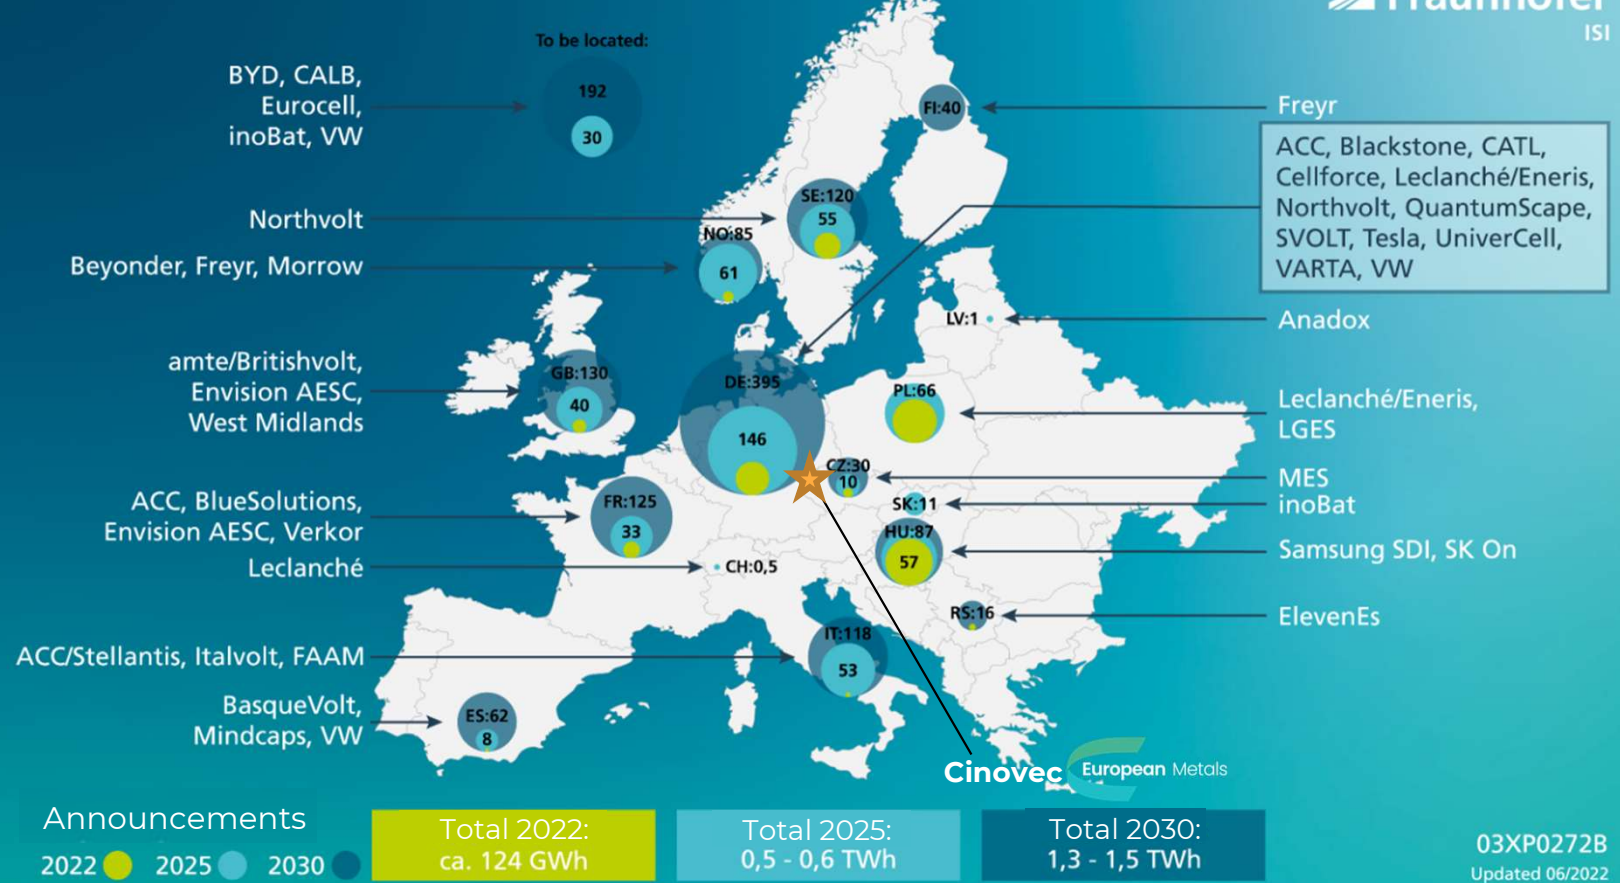 Fraunhofer
ISI
To be located:
192
30
BYD, CALB,
Eurocell,
inoBat, VW
Northvolt
Beyonder, Freyr, Morrow
amte/Britishvolt,
Envision AESC,
West Midlands
ACC, BlueSolutions,
Envision AESC, Verkor
Leclanché
ACC/Stellantis, Italvolt, FAAM
BasqueVolt,
Mindcaps, VW
FI:40
SE:120
55
NO:85
61
LV:1
GB:130
40
DE:395
146
PL:66
CZ:30
10
SK:11
FR:125
33
HU:87
57
CH:0,5
RS:16
IT:118
53
ES:62
8
Freyr
ACC, Blackstone, CATL,
Cellforce, Leclanché/Eneris,
Northvolt, QuantumScape,
SVOLT, Tesla, UniverCell,
VARTA, VW
Anadox
Leclanché/Eneris,
LGES
MES
inoBat
Samsung SDI, SK On
ElevenEs
Cinovec
European Metals
Announcements
2022 2025 2030
Total 2022:
ca. 124 GWh
Total 2025:
0,5 - 0,6 TWh
Total 2030:
1,3 - 1,5 TWh
03XP0272B
Updated 06/2022